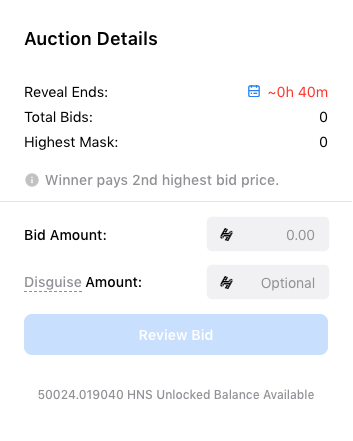 Auction Details
Reveal Ends: ~0h 40m
Total Bids: 0
Highest Mask: 0
Winner pays 2nd highest bid price.
Bid Amount: 0.00
Disguise Amount: Optional
Review Bid
50024.019040 HNS Unlocked Balance Available